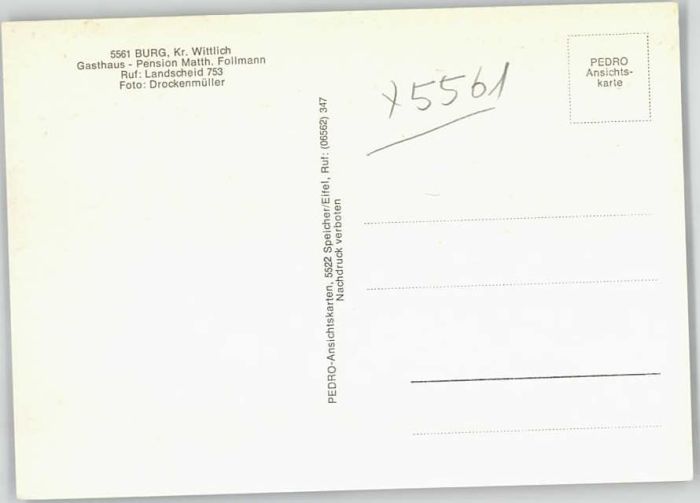 5561 BURG, Kr. Wittlich
Gasthaus - Pension Matth. Follmann
Ruf: Landscheid 753
Foto: Drockenmüller
x5561
PEDRO
Ansichts-
karte
PEDRO-Ansichtskarten, 5522 Speicher/Eifel, Ruf: (06562) 347
Nachdruck verboten